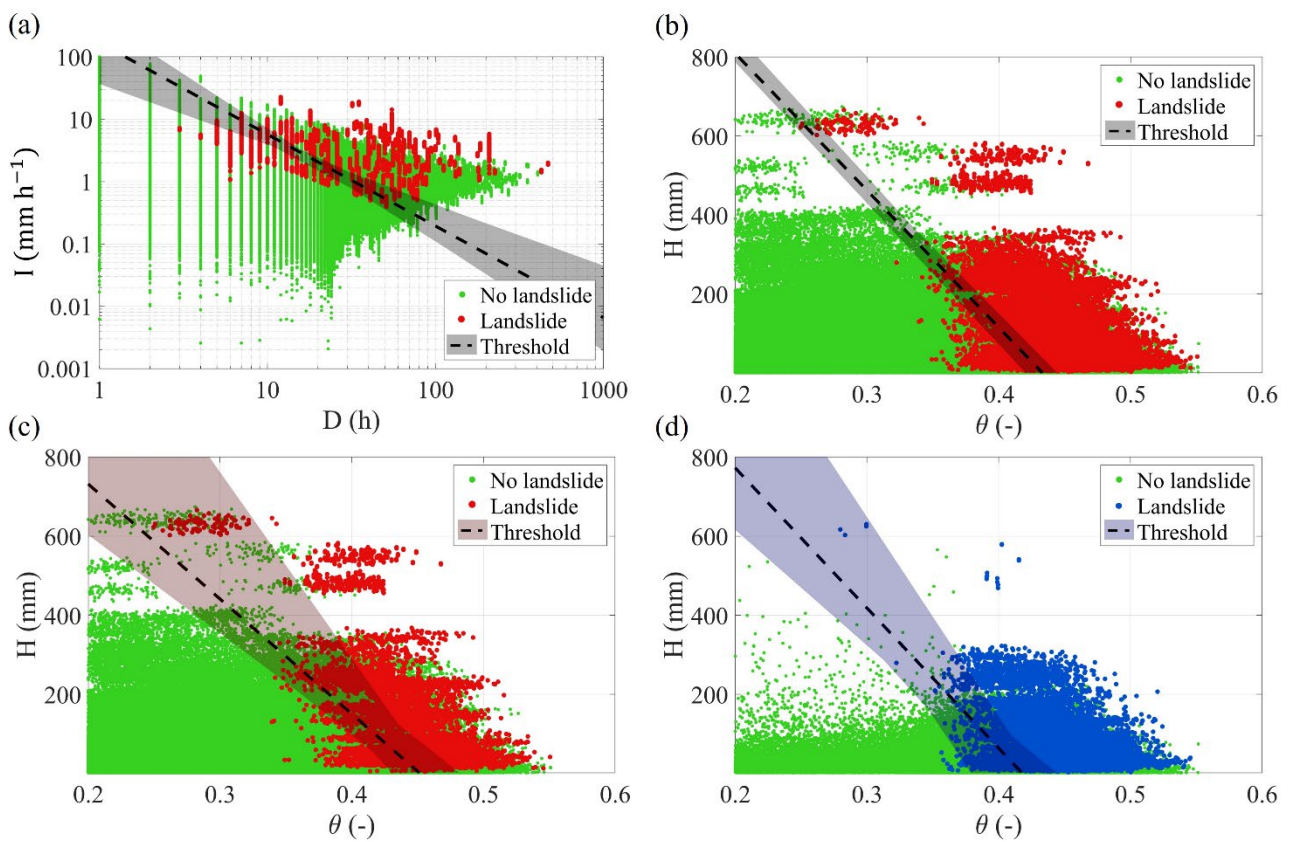 (a)
100
10
1
0.1
0.01
0.001
I (mm h⁻¹)
1 10 100 1000
D (h)
No landslide
Landslide
Threshold
(b)
800
600
400
200
H (mm)
0.2 0.3 0.4 0.5 0.6
θ (-)
No landslide
Landslide
Threshold
(c)
800
600
400
200
H (mm)
0.2 0.3 0.4 0.5 0.6
θ (-)
No landslide
Landslide
Threshold
(d)
800
600
400
200
H (mm)
0.2 0.3 0.4 0.5 0.6
θ (-)
No landslide
Landslide
Threshold